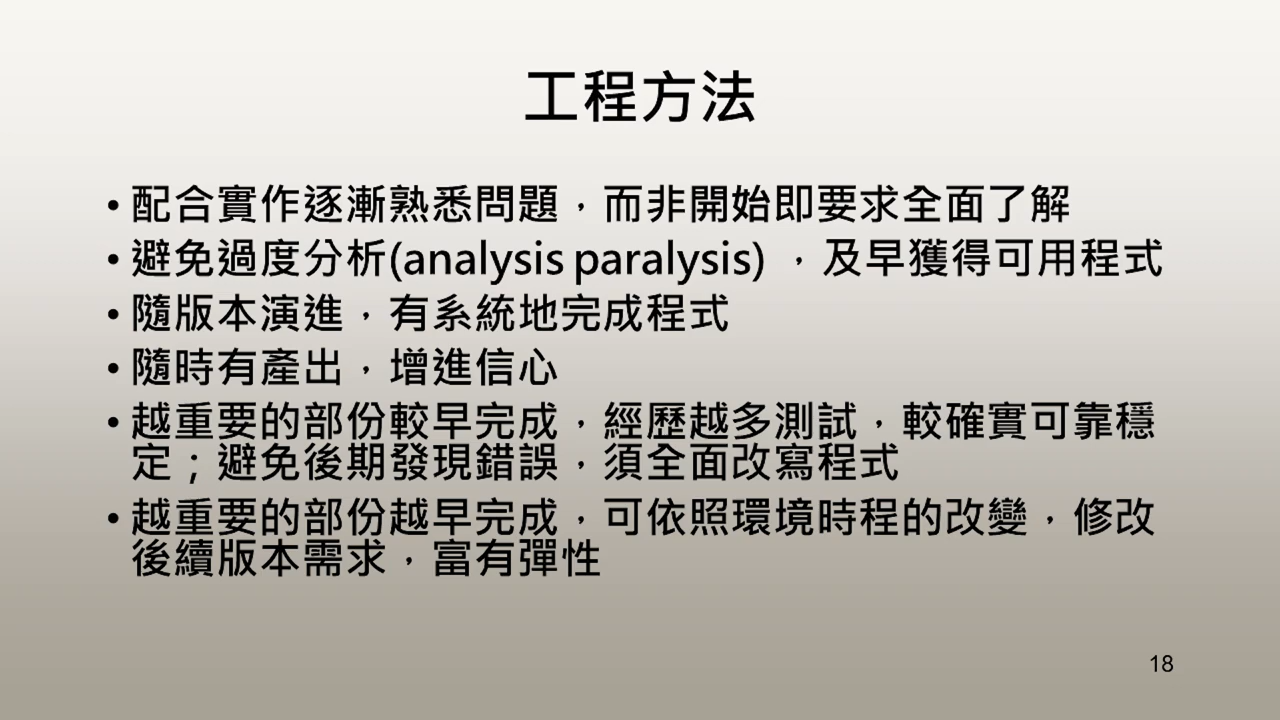 工程方法
• 配合實作逐漸熟悉問題，而非開始即要求全面了解
• 避免過度分析(analysis paralysis) ，及早獲得可用程式
• 隨版本演進，有系統地完成程式
• 隨時有產出，增進信心
• 越重要的部份較早完成，經歷越多測試，較確實可靠穩
定；避免後期發現錯誤，須全面改寫程式
• 越重要的部份越早完成，可依照環境時程的改變，修改
後續版本需求，富有彈性
18